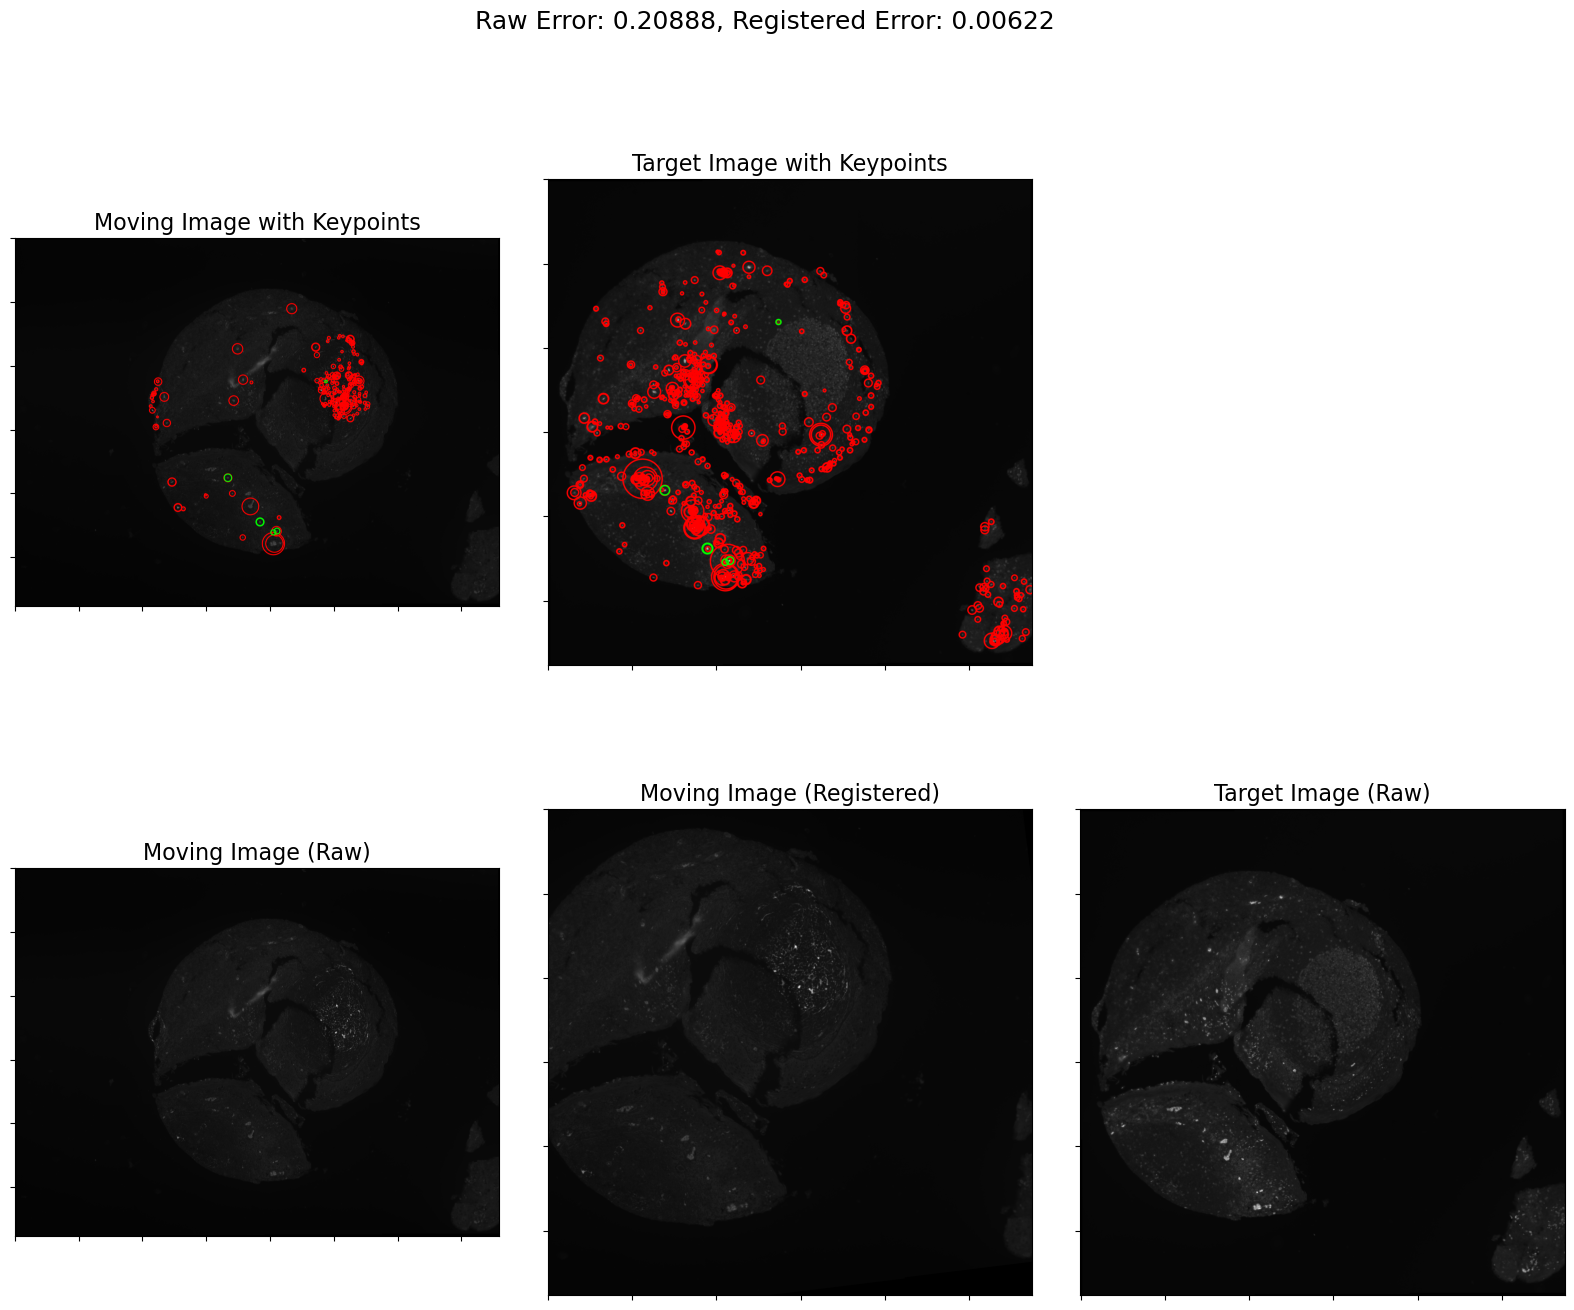 Raw Error: 0.20888, Registered Error: 0.00622
Target Image with Keypoints
Moving Image with Keypoints
Moving Image (Registered)
Target Image (Raw)
Moving Image (Raw)